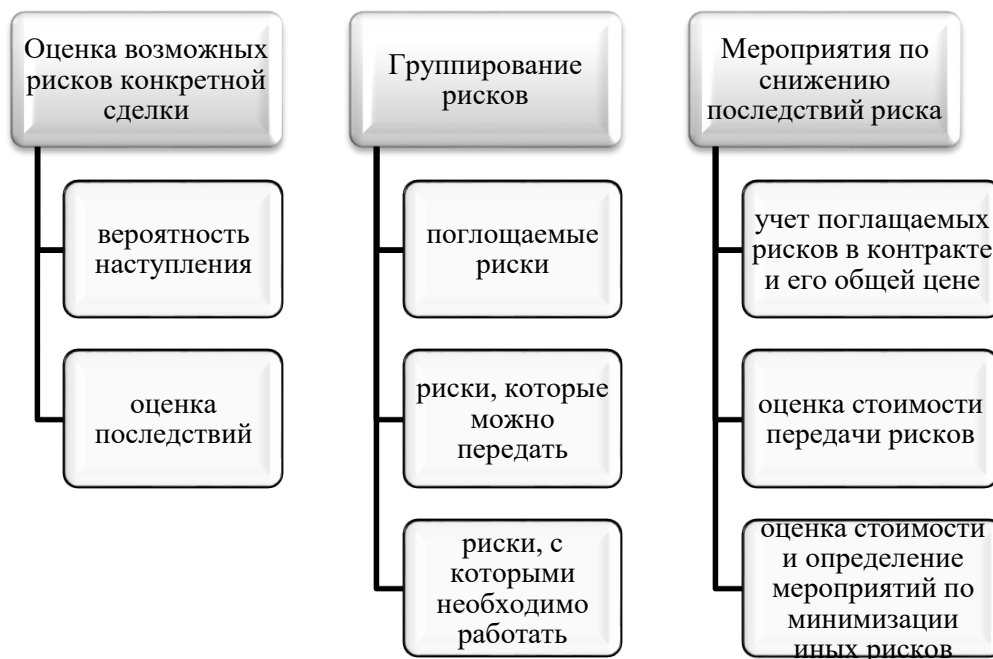 Оценка возможных
рисков конкретной
сделки
вероятность
наступления
оценка
последствий
Группирование
рисков
поглощаемые
риски
риски, которые
можно
передать
риски, с
которыми
необходимо
работать
Мероприятия по
снижению
последствий риска
учет поглащаемых
рисков в контракте
и его общей цене
оценка стоимости
передачи рисков
оценка стоимости
и определение
мероприятий по
минимизации
иных рисков